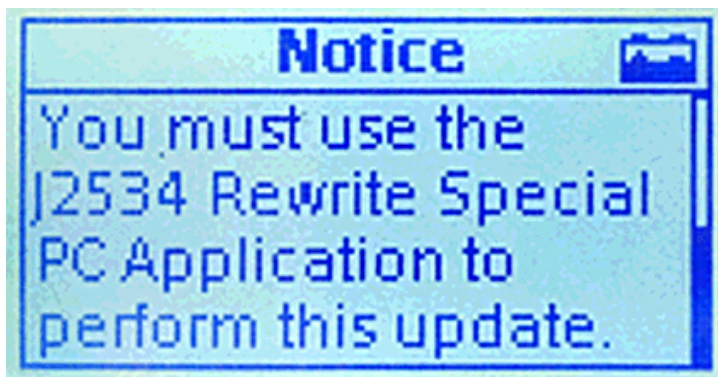 Notice
You must use the
J2534 Rewrite Special
PC Application to
perform this update.